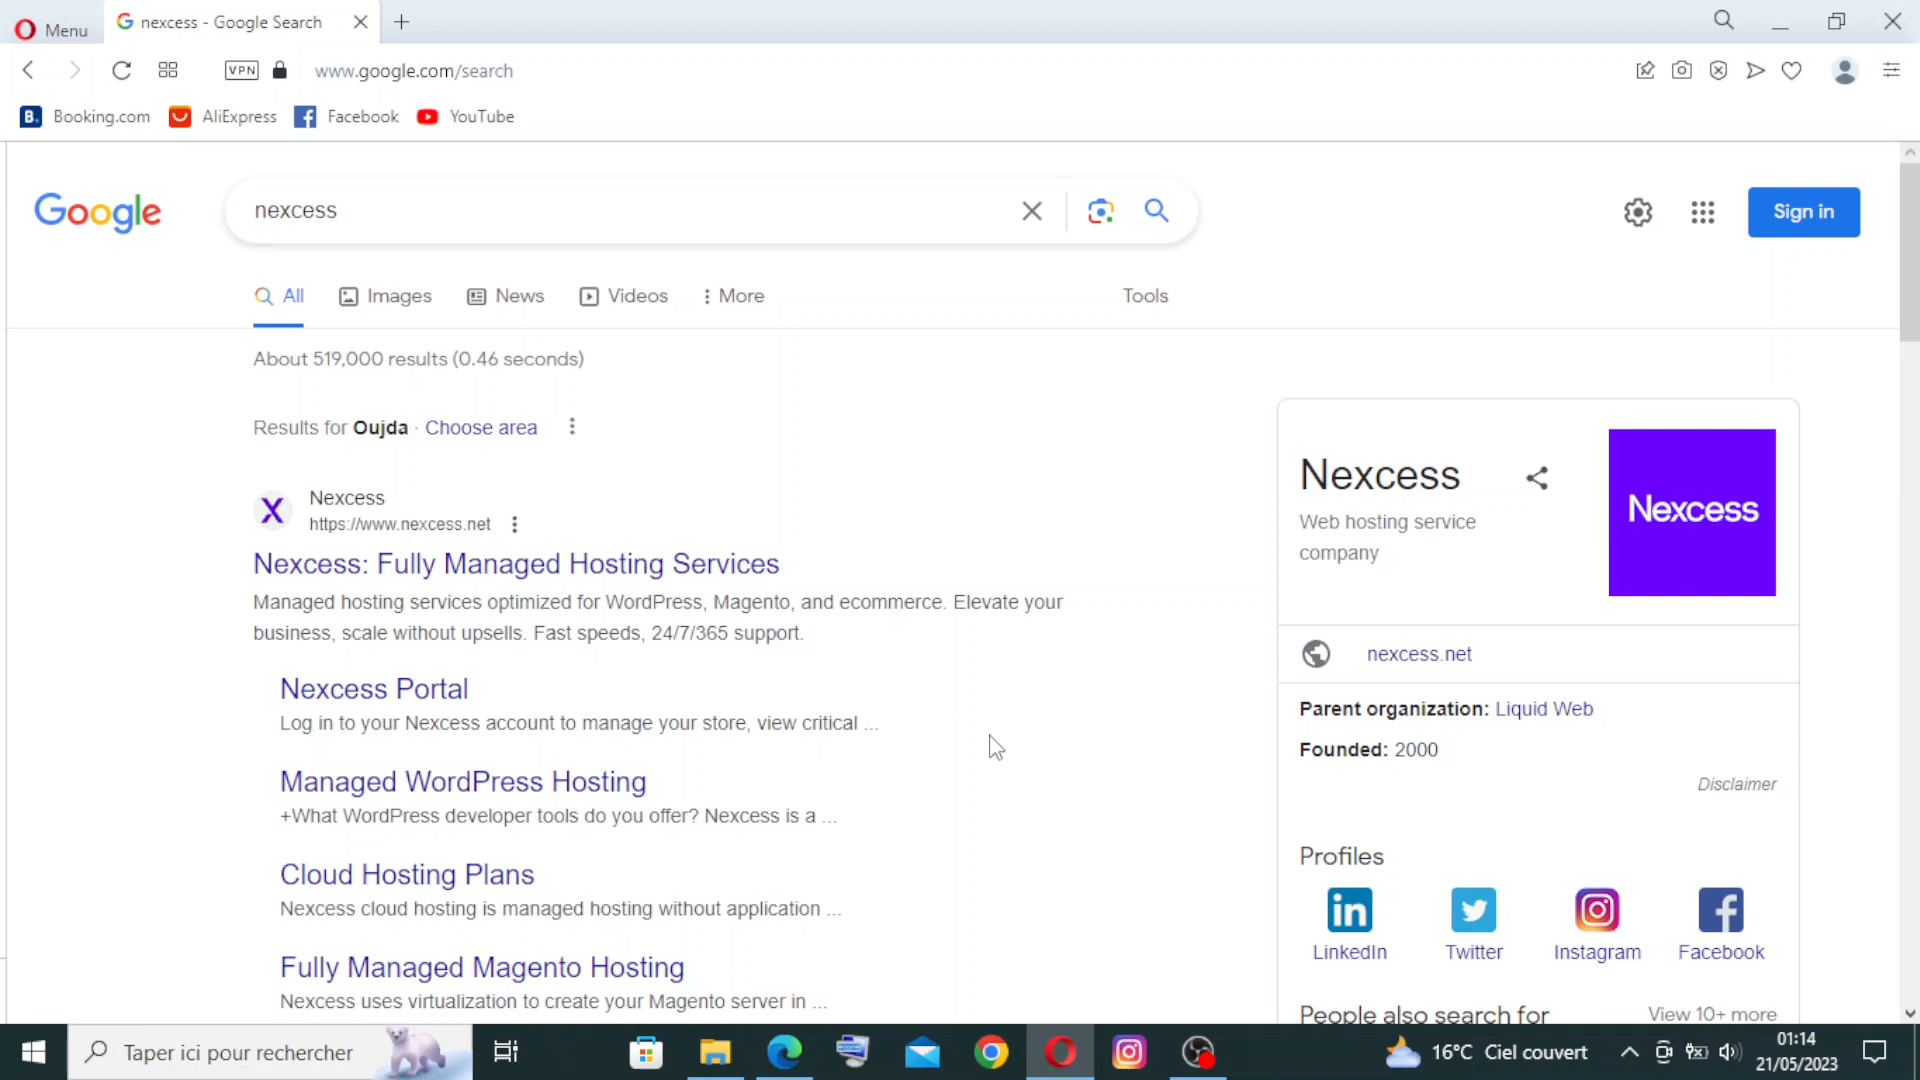 Menu
nexcess - Google Search
VPN
www.google.com/search
B.
Booking.com
AliExpress
Facebook
YouTube
Google
nexcess
Sign in
All
Images
News
Videos
More
Tools
About 519,000 results (0.46 seconds)
Results for Oujda · Choose area
X
Nexcess
https://www.nexcess.net
Nexcess: Fully Managed Hosting Services
Managed hosting services optimized for WordPress, Magento, and ecommerce. Elevate your
business, scale without upsells. Fast speeds, 24/7/365 support.
Nexcess Portal
Log in to your Nexcess account to manage your store, view critical ...
Managed WordPress Hosting
+What WordPress developer tools do you offer? Nexcess is a ...
Cloud Hosting Plans
Nexcess cloud hosting is managed hosting without application ...
Fully Managed Magento Hosting
Nexcess uses virtualization to create your Magento server in ...
Nexcess
Web hosting service
company
Nexcess
nexcess.net
Parent organization: Liquid Web
Founded: 2000
Disclaimer
Profiles
in
LinkedIn
Twitter
Instagram
Facebook
People also search for
View 10+ more
Taper ici pour rechercher
16°C Ciel couvert
01:14
21/05/2023